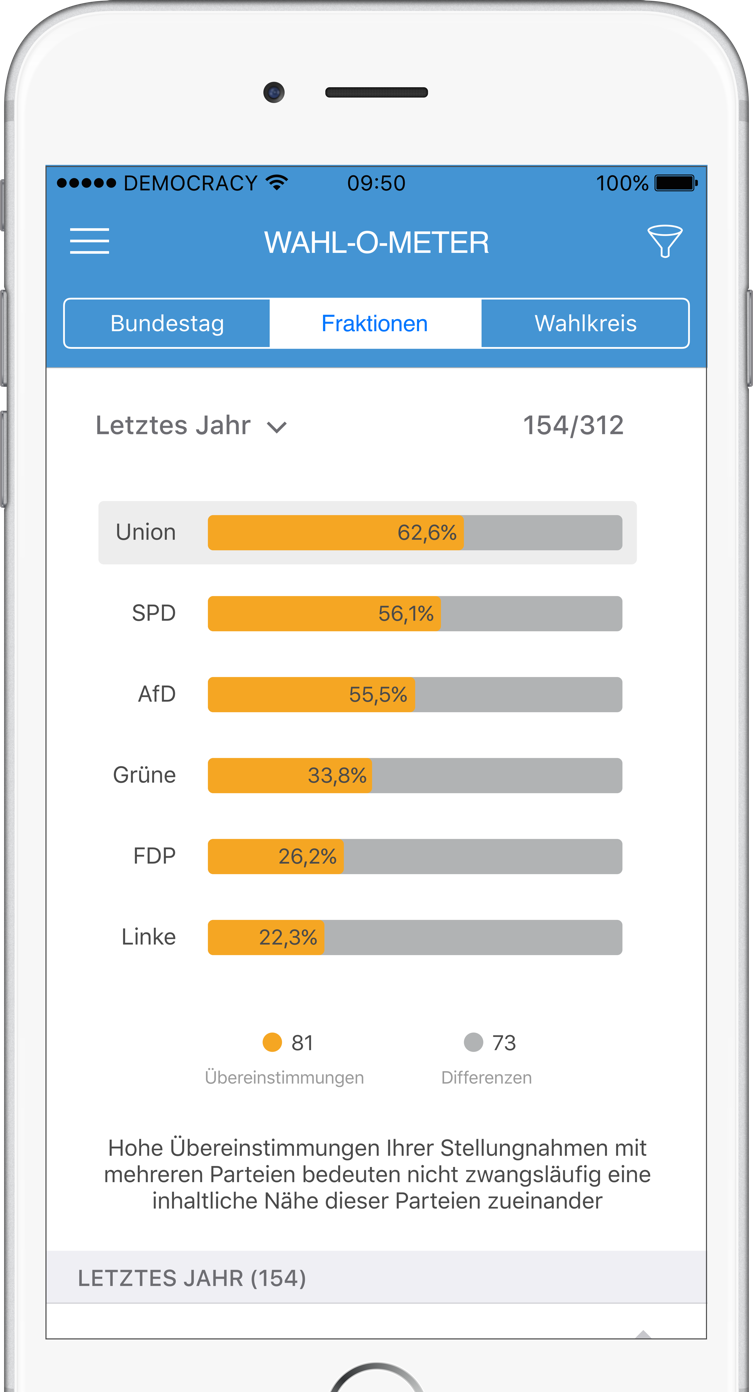 DEMOCRACY 09:50 100%
WAHL-O-METER
Bundestag Fraktionen Wahlkreis
Letztes Jahr 154/312
Union 62,6%
SPD 56,1%
AfD 55,5%
Grüne 33,8%
FDP 26,2%
Linke 22,3%
81 73
Übereinstimmungen Differenzen
Hohe Übereinstimmungen Ihrer Stellungnahmen mit
mehreren Parteien bedeuten nicht zwangsläufig eine
inhaltliche Nähe dieser Parteien zueinander
LETZTES JAHR (154)